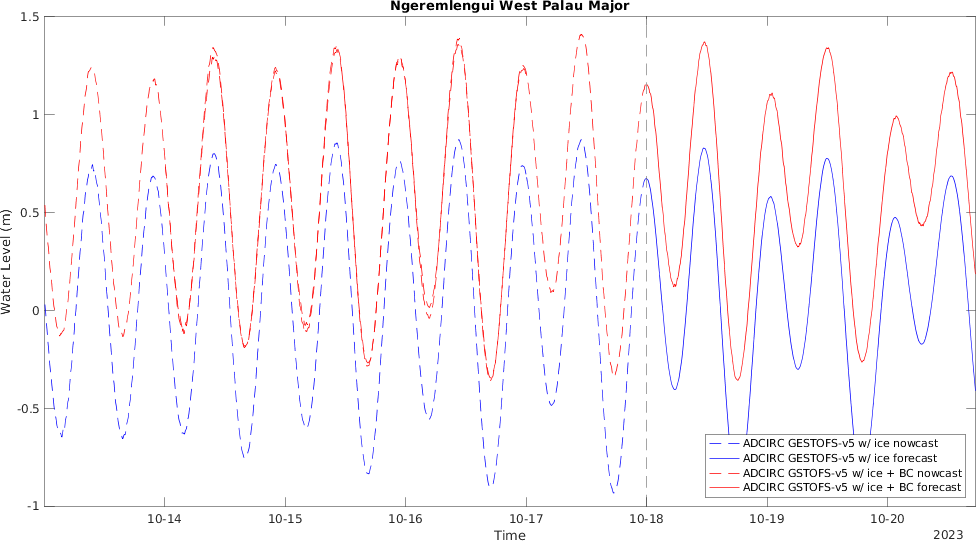 Ngeremlengui West Palau Major
1.5
1
0.5
0
-0.5
-1
Water Level (m)
ADCIRC GESTOFS-v5 w/ ice nowcast
ADCIRC GESTOFS-v5 w/ ice forecast
ADCIRC GSTOFS-v5 w/ ice + BC nowcast
ADCIRC GSTOFS-v5 w/ ice + BC forecast
10-14 10-15 10-16 10-17 10-18 10-19 10-20
Time
2023